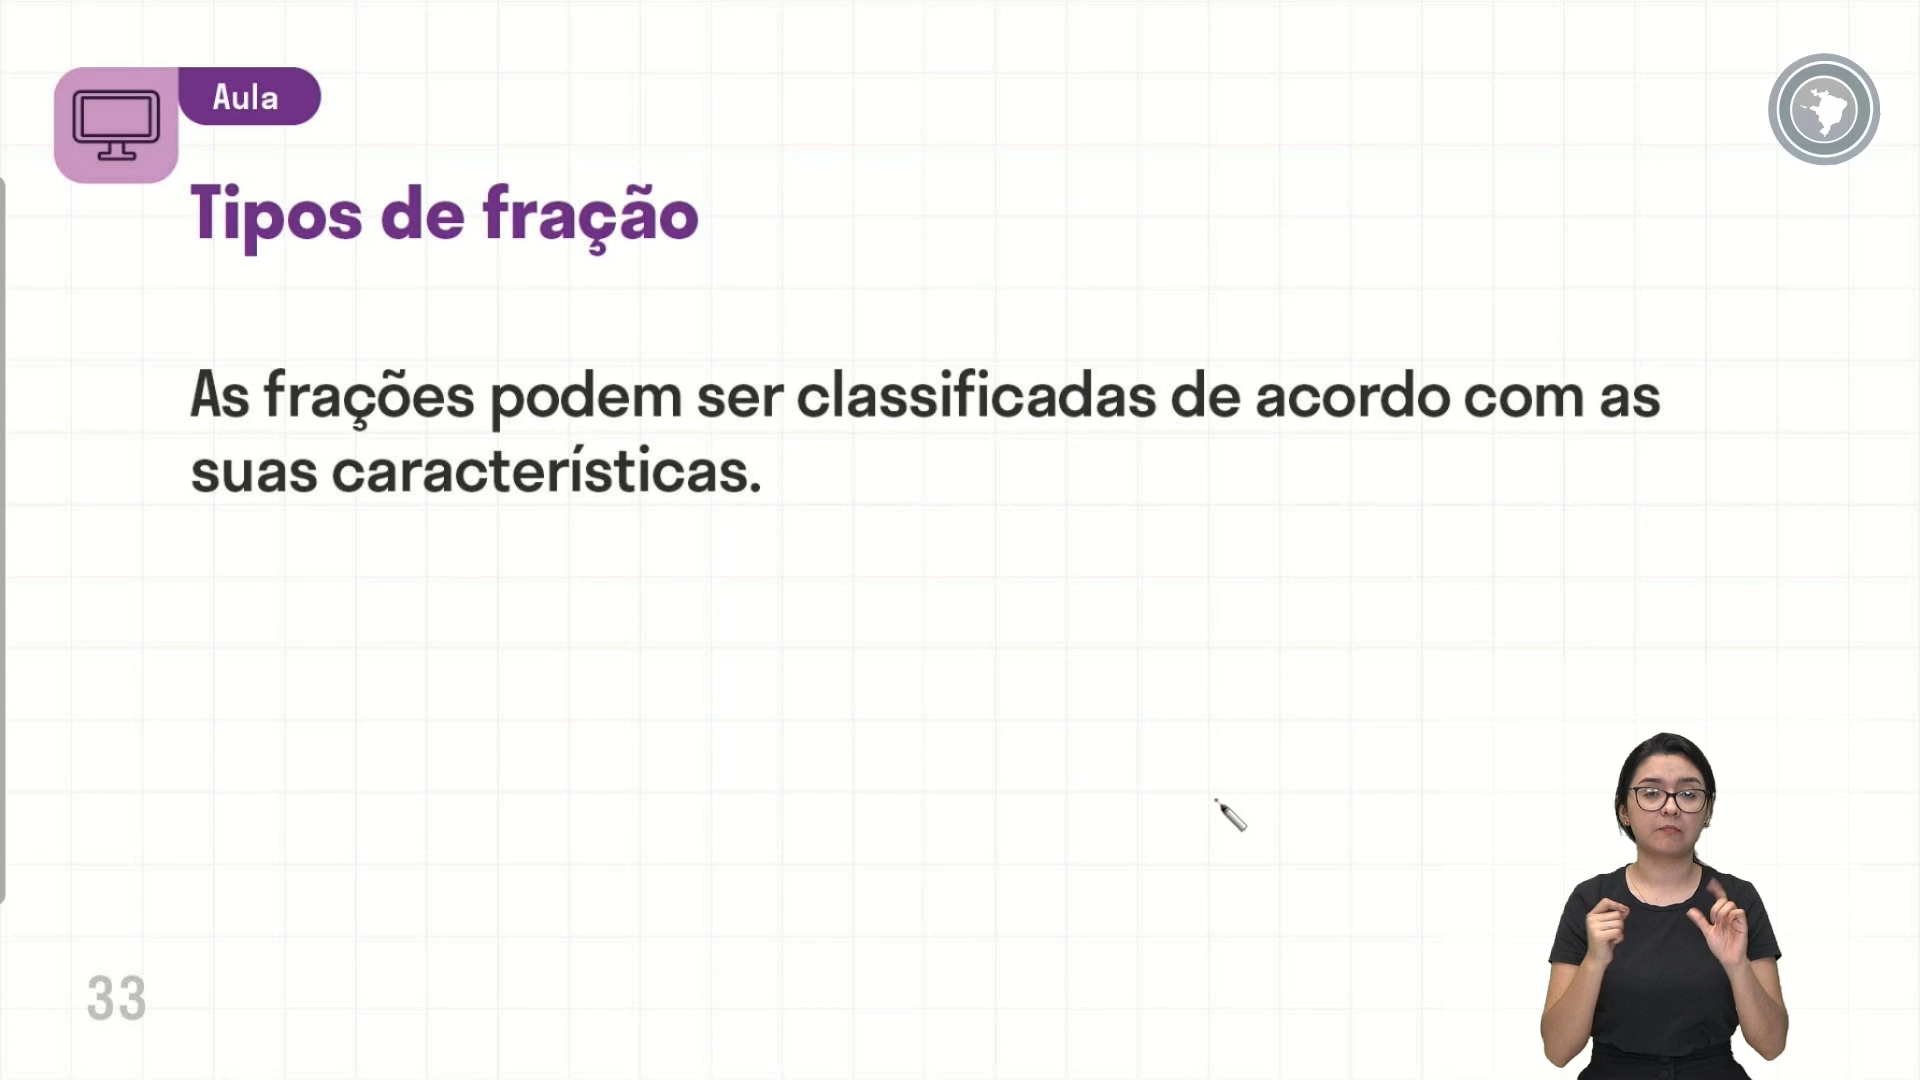 Aula
Tipos de fração
As frações podem ser classificadas de acordo com as
suas características.
33